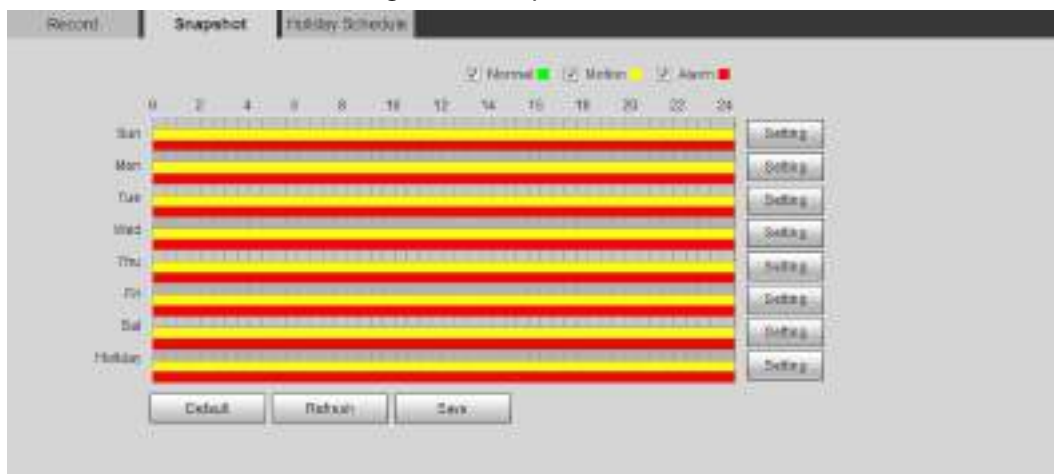 Record Snapshot Holiday Schedule
Normal Motion Alarm
0 2 4 6 8 10 12 14 16 18 20 22 24
Sun Setting
Mon Setting
Tue Setting
Wed Setting
Thu Setting
Fri Setting
Sat Setting
Holiday Setting
Default Refresh Save